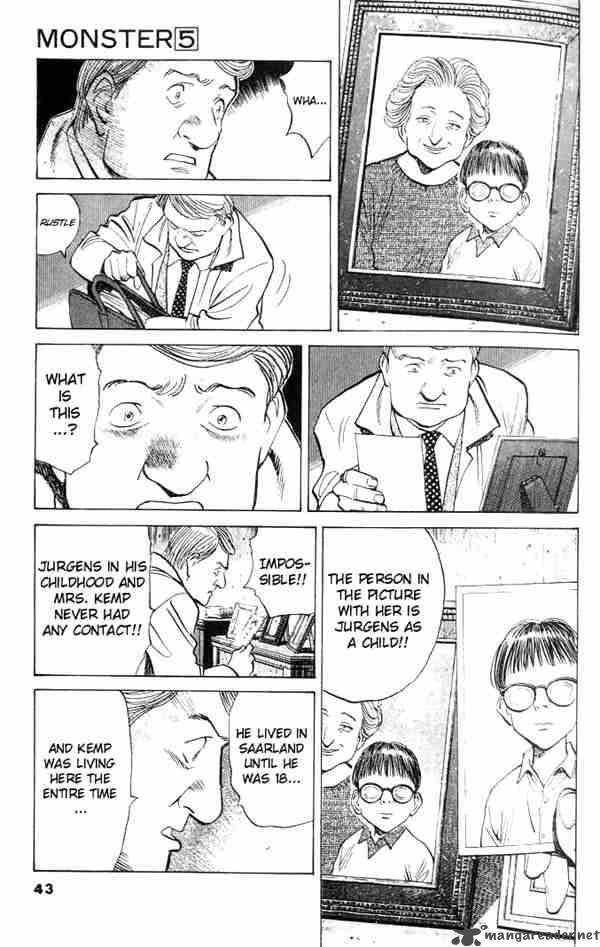 MONSTER 5
WHA...
RUSTLE
WHAT
IS
THIS
...?
THE PERSON IN
THE PICTURE
WITH HER IS
JURGENS AS
A CHILD!!
IMPOS-
SIBLE!!
JURGENS IN HIS
CHILDHOOD AND
MRS. KEMP
NEVER HAD
ANY CONTACT!!
HE LIVED IN
SAARLAND
UNTIL HE
WAS 18...
AND KEMP
WAS LIVING
HERE THE
ENTIRE TIME
...
43
mangareader.net